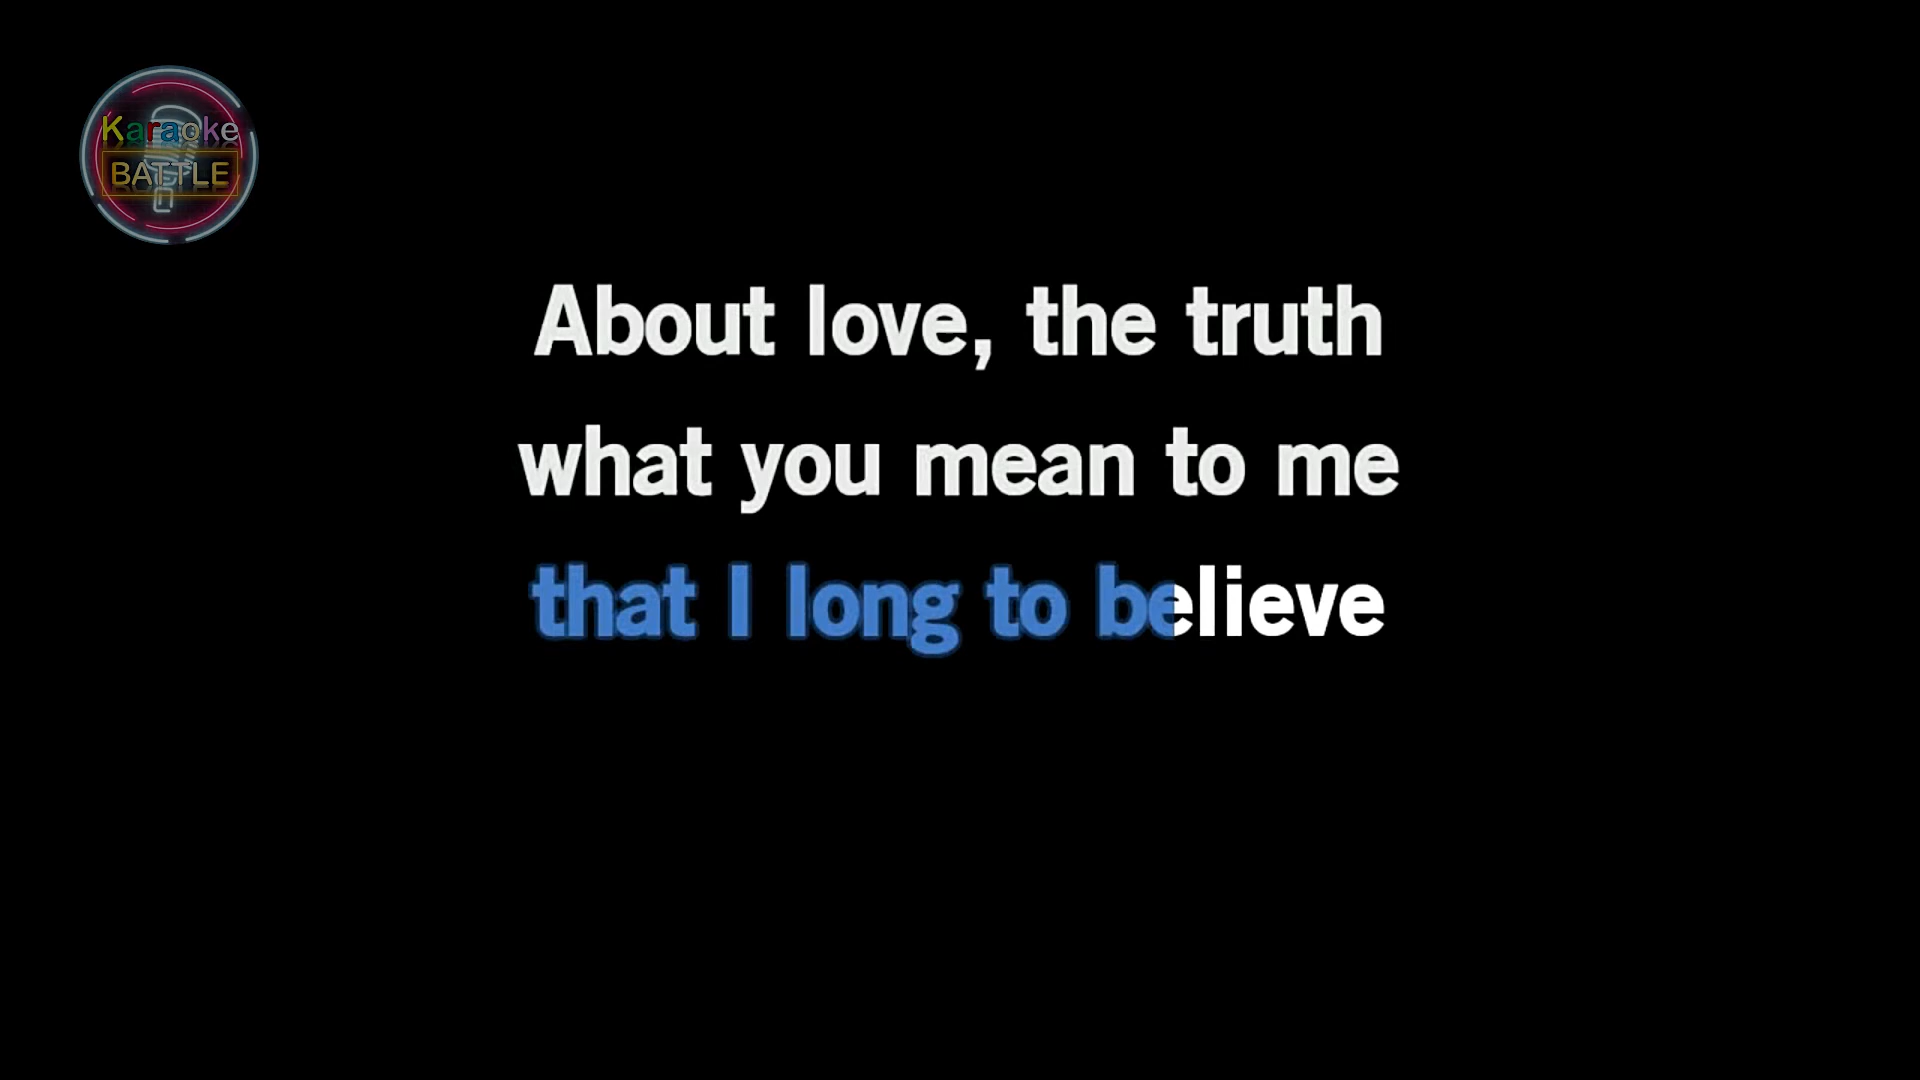 Karaoke
BATTLE
About love, the truth
what you mean to me
that I long to believe